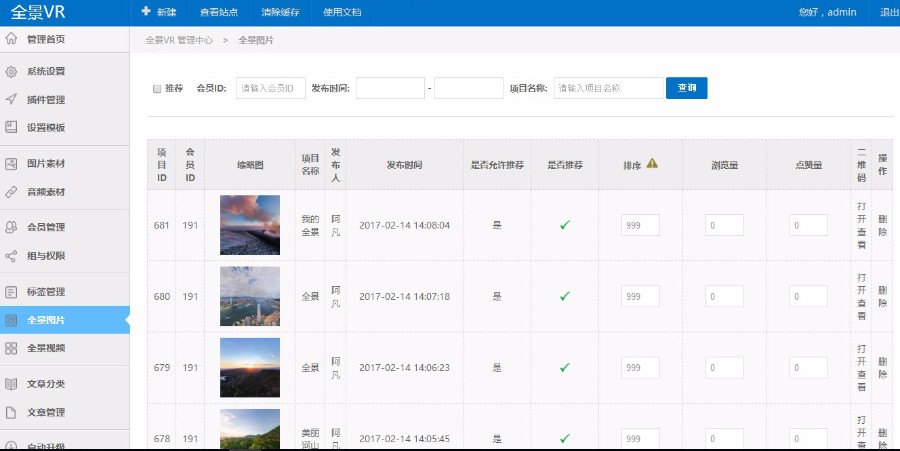 全景VR
新建 查看站点 清除缓存 使用文档
您好，admin 退出
管理首页
系统设置
插件管理
设置模板
图片素材
音频素材
会员管理
组与权限
标签管理
全景图片
全景视频
文章分类
文章管理
自动升级
全景VR 管理中心 > 全景图片
推荐 会员ID: 请输入会员ID 发布时间: - 项目名称: 请输入项目名称 查询
项目ID 会员ID 缩略图 项目名称 发布人 发布时间 是否允许推荐 是否推荐 排序 浏览量 点赞量 二维码 操作
681 191 我的全景 阿凡 2017-02-14 14:08:04 是 999 0 0 打开查看 删除
680 191 全景 阿凡 2017-02-14 14:07:18 是 999 0 0 打开查看 删除
679 191 全景 阿凡 2017-02-14 14:06:23 是 999 0 0 打开查看 删除
678 191 美丽河山 阿凡 2017-02-14 14:05:45 是 999 0 0 打开查看 删除